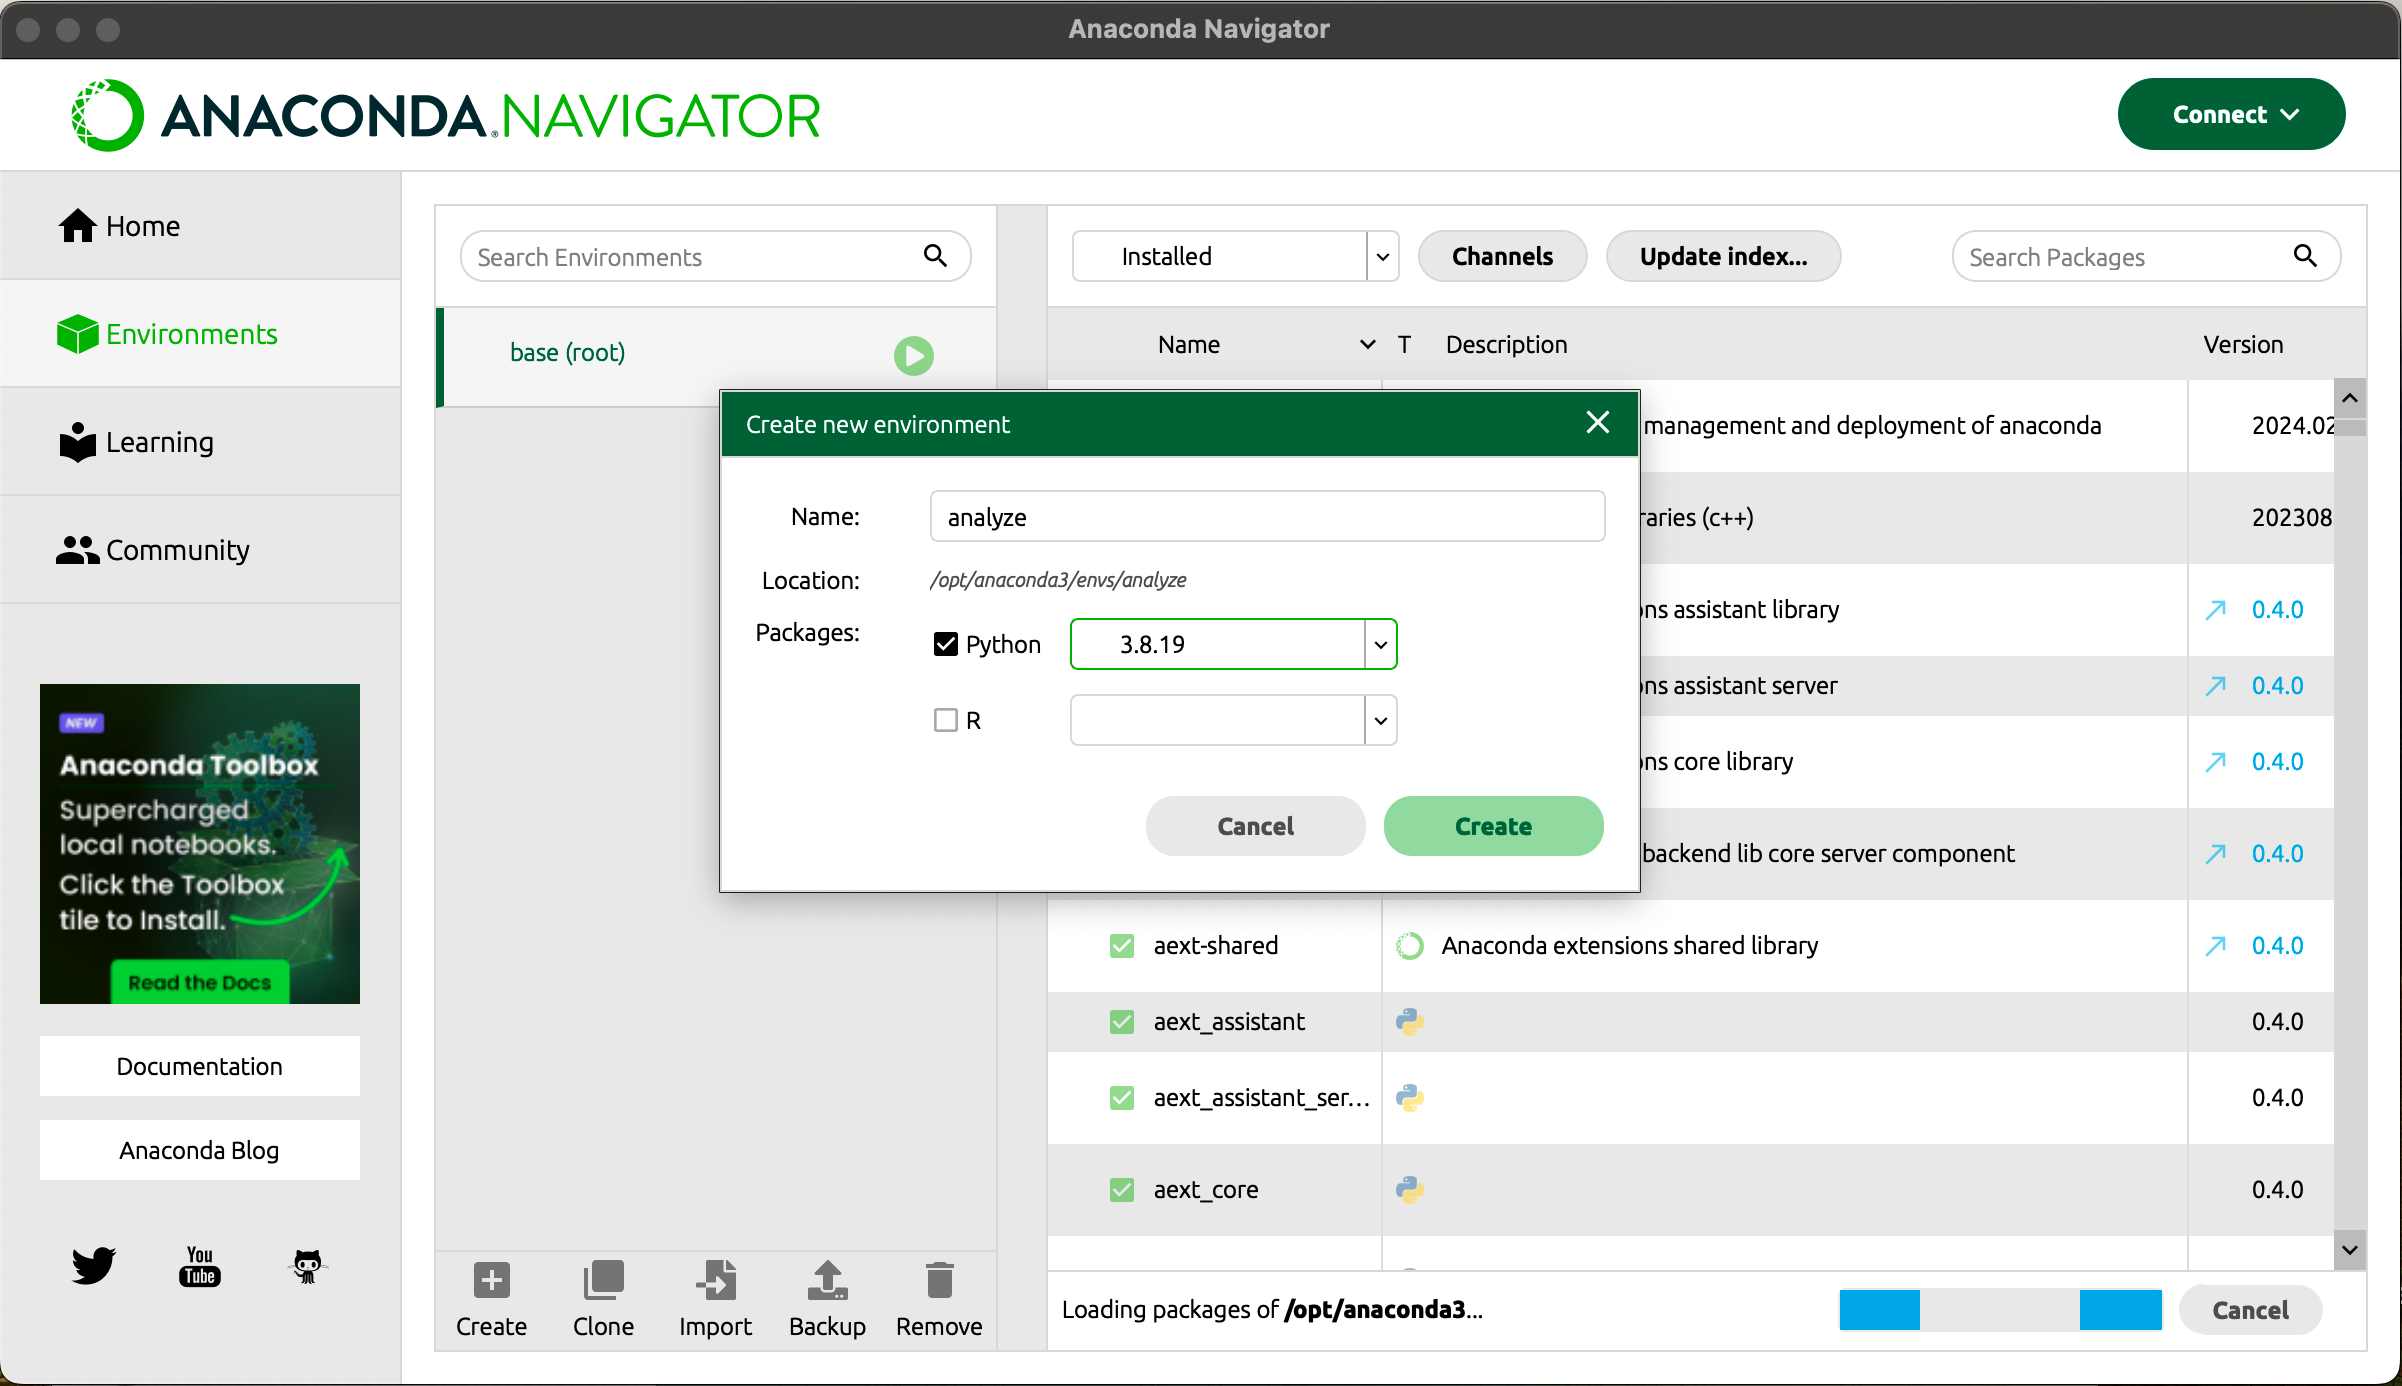 Anaconda Navigator
ANACONDA.NAVIGATOR
Connect
Home
Environments
Learning
Community
NEW
Anaconda Toolbox
Supercharged
local notebooks.
Click the Toolbox
tile to Install.
Read the Docs
Documentation
Anaconda Blog
You
Tube
Search Environments
base (root)
Create
Clone
Import
Backup
Remove
Installed
Channels
Update index...
Search Packages
Name T Description Version
management and deployment of anaconda 2024.02
raries (c++) 202308
ns assistant library 0.4.0
ns assistant server 0.4.0
ns core library 0.4.0
backend lib core server component 0.4.0
aext-shared Anaconda extensions shared library 0.4.0
aext_assistant 0.4.0
aext_assistant_ser... 0.4.0
aext_core 0.4.0
Loading packages of /opt/anaconda3...
Cancel
Create new environment
Name: analyze
Location: /opt/anaconda3/envs/analyze
Packages: Python 3.8.19
R
Cancel
Create